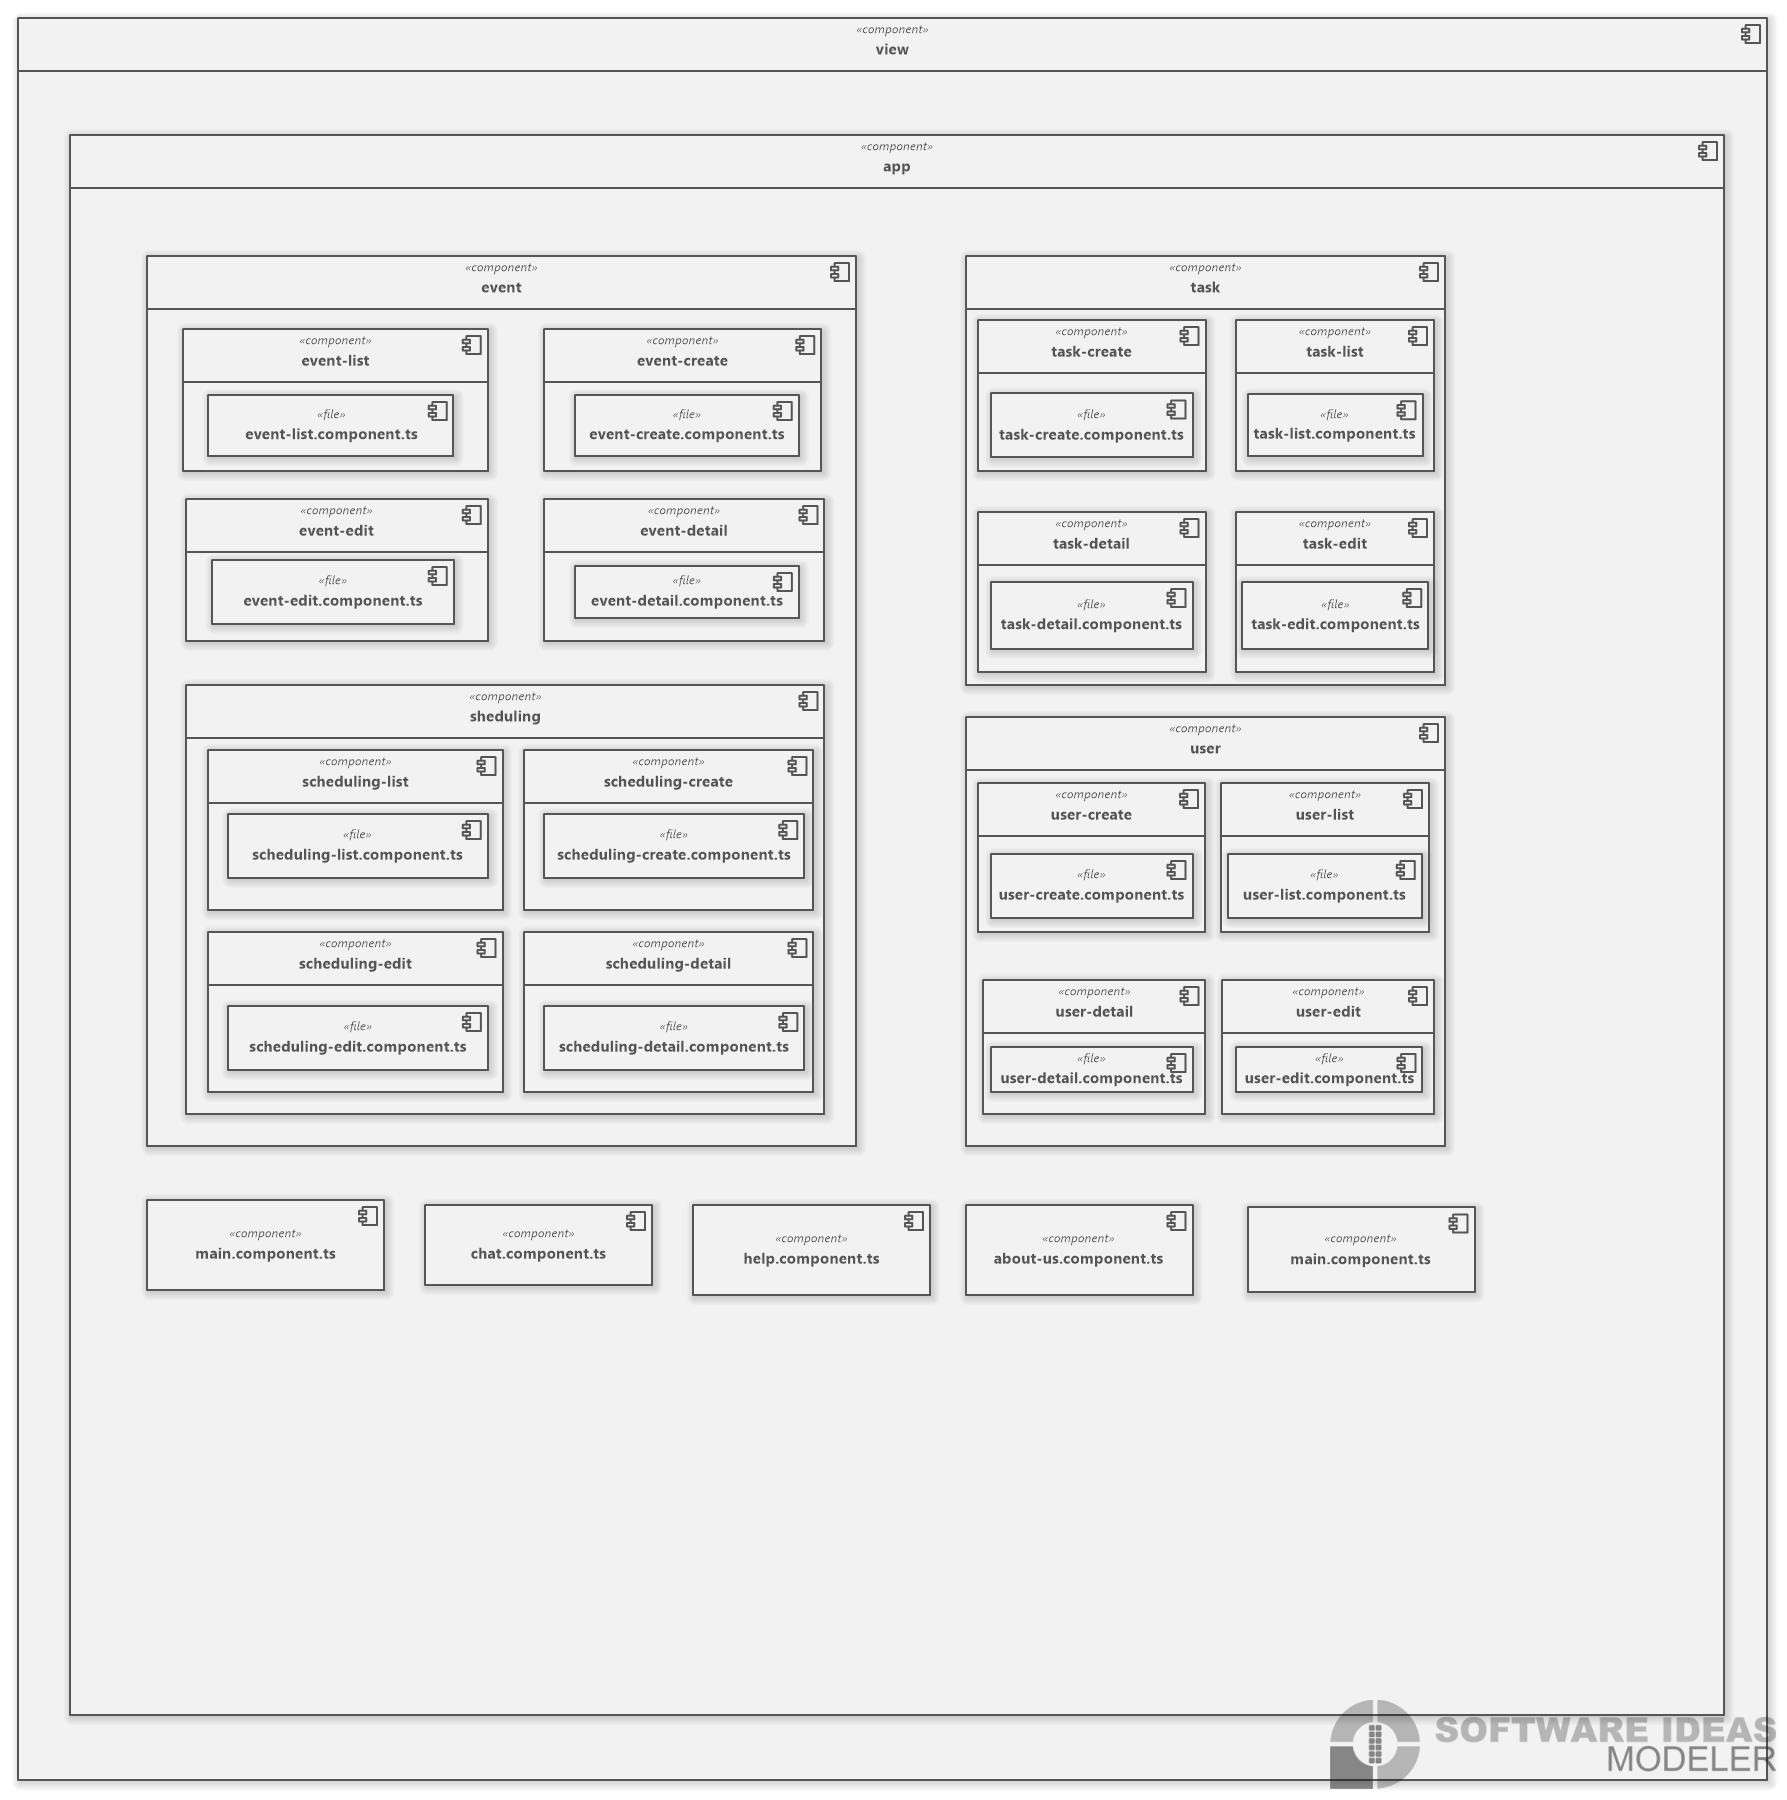 «component»
view
«component»
app
«component»
event
«component»
event-list
«file»
event-list.component.ts
«component»
event-create
«file»
event-create.component.ts
«component»
event-edit
«file»
event-edit.component.ts
«component»
event-detail
«file»
event-detail.component.ts
«component»
sheduling
«component»
scheduling-list
«file»
scheduling-list.component.ts
«component»
scheduling-create
«file»
scheduling-create.component.ts
«component»
scheduling-edit
«file»
scheduling-edit.component.ts
«component»
scheduling-detail
«file»
scheduling-detail.component.ts
«component»
task
«component»
task-create
«file»
task-create.component.ts
«component»
task-list
«file»
task-list.component.ts
«component»
task-detail
«file»
task-detail.component.ts
«component»
task-edit
«file»
task-edit.component.ts
«component»
user
«component»
user-create
«file»
user-create.component.ts
«component»
user-list
«file»
user-list.component.ts
«component»
user-detail
«file»
user-detail.component.ts
«component»
user-edit
«file»
user-edit.component.ts
«component»
main.component.ts
«component»
chat.component.ts
«component»
help.component.ts
«component»
about-us.component.ts
«component»
main.component.ts
SOFTWARE IDEAS
MODELER